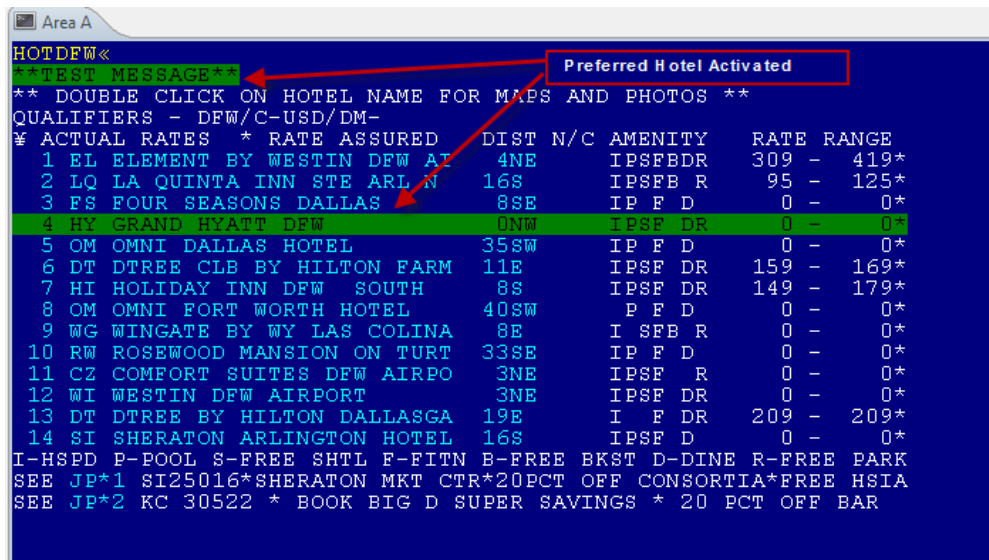 Area A
HOTDFW«
Preferred Hotel Activated
**TEST MESSAGE**
** DOUBLE CLICK ON HOTEL NAME FOR MAPS AND PHOTOS **
QUALIFIERS - DFW/C-USD/DM-
¥ ACTUAL RATES * RATE ASSURED DIST N/C AMENITY RATE RANGE
1 EL ELEMENT BY WESTIN DFW AI 4NE IPSFBDR 309 - 419*
2 LQ LA QUINTA INN STE ARL N 16S IPSFB R 95 - 125*
3 FS FOUR SEASONS DALLAS 8SE IP F D 0 - 0*
4 HY GRAND HYATT DFW 0NW IPSF DR 0 - 0*
5 OM OMNI DALLAS HOTEL 35SW IP F D 0 - 0*
6 DT DTREE CLB BY HILTON FARM 11E IPSF DR 159 - 169*
7 HI HOLIDAY INN DFW SOUTH 8S IPSF DR 149 - 179*
8 OM OMNI FORT WORTH HOTEL 40SW P F D 0 - 0*
9 WG WINGATE BY WY LAS COLINA 8E I SFB R 0 - 0*
10 RW ROSEWOOD MANSION ON TURT 33SE IP F D 0 - 0*
11 CZ COMFORT SUITES DFW AIRPO 3NE IPSF R 0 - 0*
12 WI WESTIN DFW AIRPORT 3NE IPSF DR 0 - 0*
13 DT DTREE BY HILTON DALLASGA 19E I F DR 209 - 209*
14 SI SHERATON ARLINGTON HOTEL 16S IPSF D 0 - 0*
I-HSPD P-POOL S-FREE SHTL F-FITN B-FREE BKST D-DINE R-FREE PARK
SEE JP*1 SI25016*SHERATON MKT CTR*20PCT OFF CONSORTIA*FREE HSIA
SEE JP*2 KC 30522 * BOOK BIG D SUPER SAVINGS * 20 PCT OFF BAR